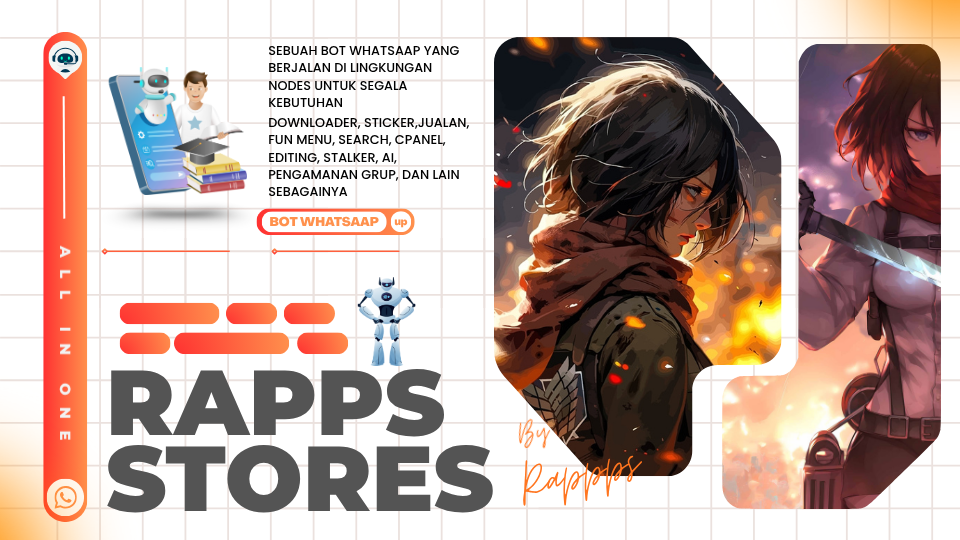 SEBUAH BOT WHATSAAP YANG
BERJALAN DI LINGKUNGAN
NODES UNTUK SEGALA
KEBUTUHAN
DOWNLOADER, STICKER,JUALAN,
FUN MENU, SEARCH, CPANEL,
EDITING, STALKER, AI,
PENGAMANAN GRUP, DAN LAIN
SEBAGAINYA
BOT WHATSAAP up
ALL IN ONE
RAPPS
STORES
By
Rappps